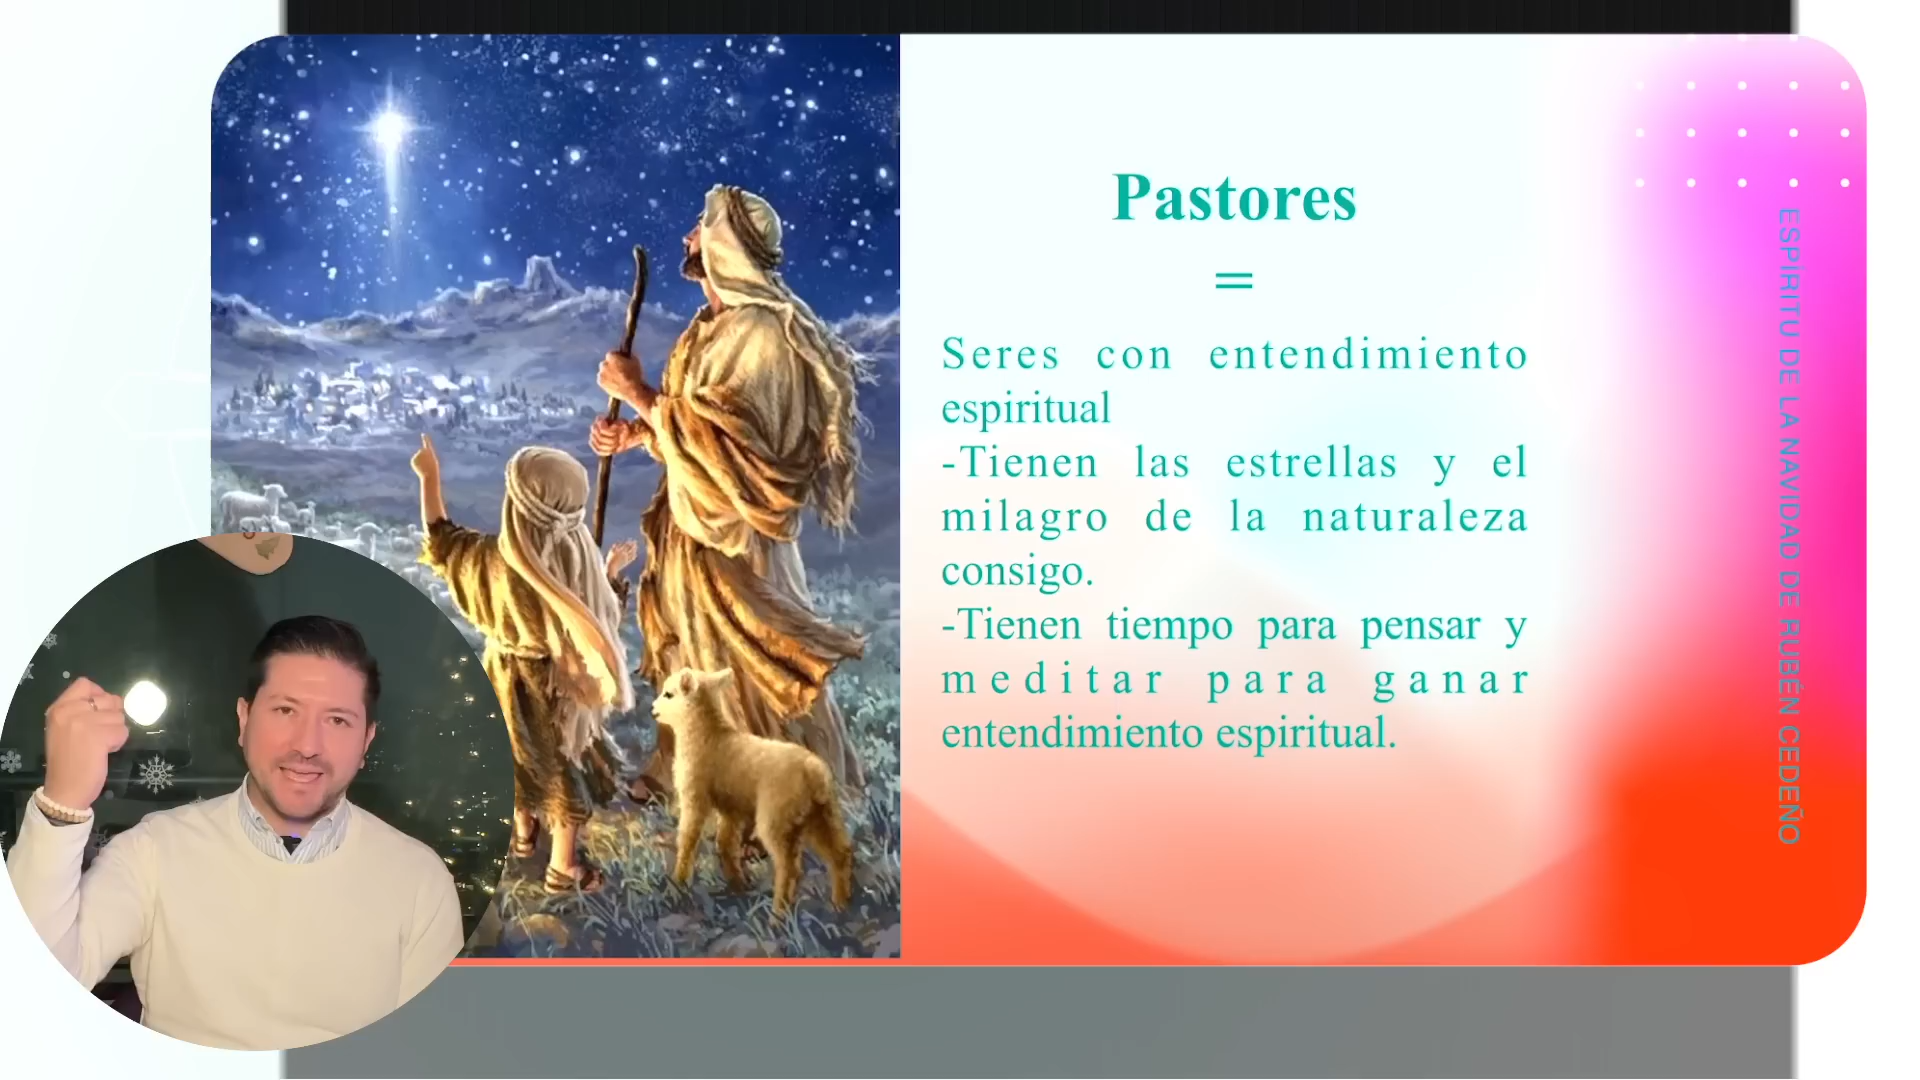 Pastores
=
Seres con entendimiento
espiritual
-Tienen las estrellas y el
milagro de la naturaleza
consigo.
-Tienen tiempo para pensar y
meditar para ganar
entendimiento espiritual.
ESPÍRITU DE LA NAVIDAD DE RUBÉN CEDEÑO